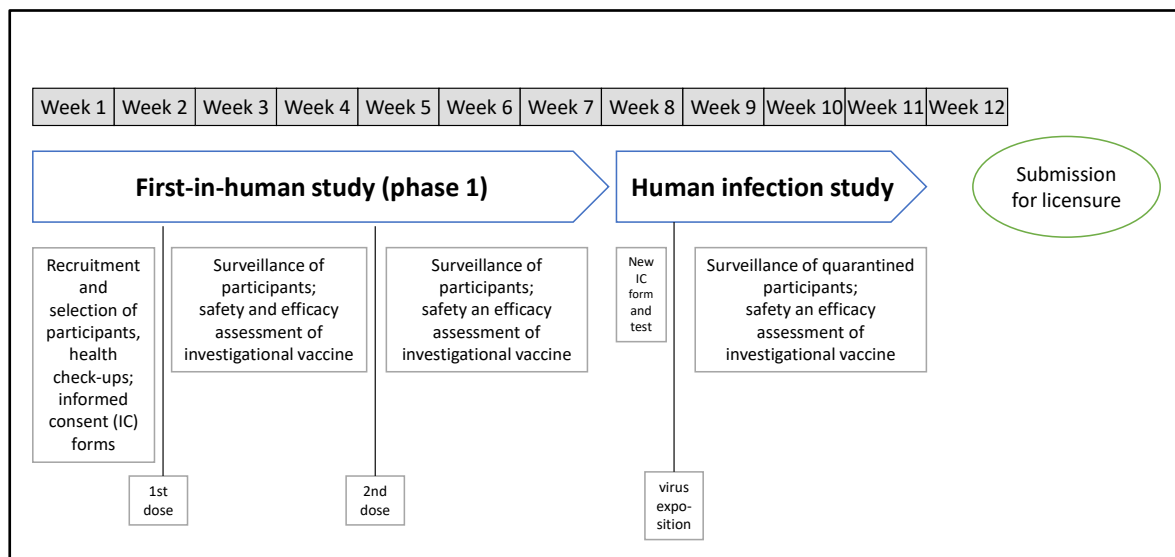 Week 1 Week 2 Week 3 Week 4 Week 5 Week 6 Week 7 Week 8 Week 9 Week 10 Week 11 Week 12
First-in-human study (phase 1)
Human infection study
Submission
for licensure
Recruitment
and
selection of
participants,
health
check-ups;
informed
consent (IC)
forms
Surveillance of
participants;
safety and efficacy
assessment of
investigational vaccine
Surveillance of
participants;
safety an efficacy
assessment of
investigational vaccine
New
IC
form
and
test
Surveillance of quarantined
participants;
safety an efficacy
assessment of
investigational vaccine
1st
dose
2nd
dose
virus
expo-
sition